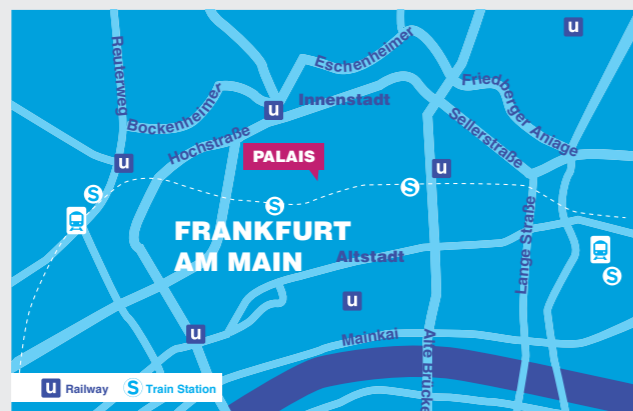 u
Reuterweg
Eschenheimer
Friedberger Anlage
Bockenheimer
Innenstadt
u
Hochstraße
Seilerstraße
PALAIS
u
u
S
S
S
FRANKFURT
AM MAIN
Altstadt
Lange Straße
S
u
u
Mainkai
Alte Brücke
u Railway
S Train Station